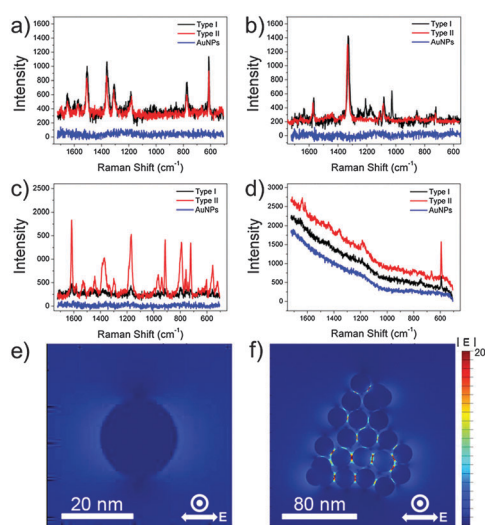 a)
Type I
Type II
AuNPs
1600
1400
1200
1000
800
600
400
200
0
Intensity
1600 1400 1200 1000 800 600
Raman Shift (cm⁻¹)
b)
Type I
Type II
AuNPs
1600
1400
1200
1000
800
600
400
200
0
Intensity
1600 1400 1200 1000 800 600
Raman Shift (cm⁻¹)
c)
Type I
Type II
AuNPs
2500
500
000
500
0
Intensity
1600 1400 1200 1000 800 600
Raman Shift (cm⁻¹)
d)
Type I
Type II
AuNPs
3000
2500
2000
1500
1000
500
0
Intensity
1600 1400 1200 1000 800 600
Raman Shift (cm⁻¹)
e)
20 nm
E
f)
80 nm
E
| E |
20